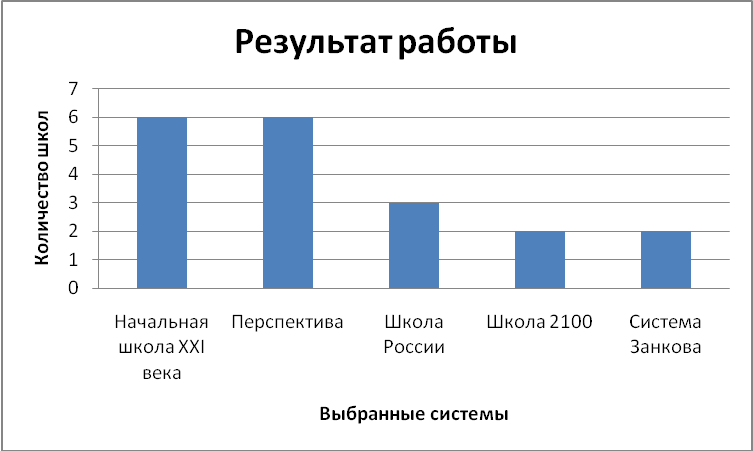 Результат работы
Количество школ
7
6
5
4
3
2
1
0
Начальная
школа XXI
века
Перспектива
Школа
России
Школа 2100
Система
Занкова
Выбранные системы